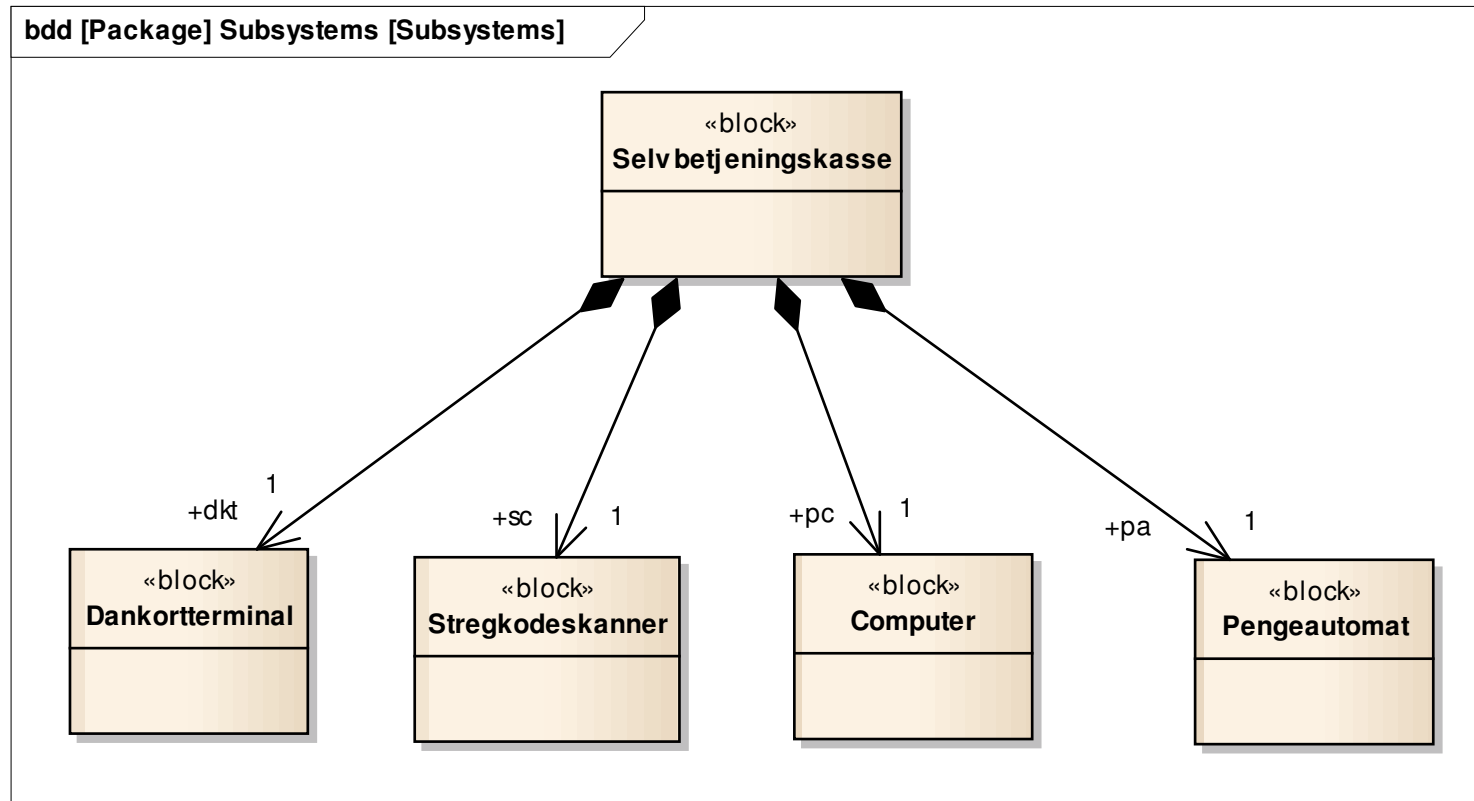 bdd [Package] Subsystems [Subsystems]
«block»
Selvbetjeningskasse
1
+dkt
+sc
1
+pc
1
+pa
1
«block»
Dankortterminal
«block»
Stregkodeskanner
«block»
Computer
«block»
Pengeautomat